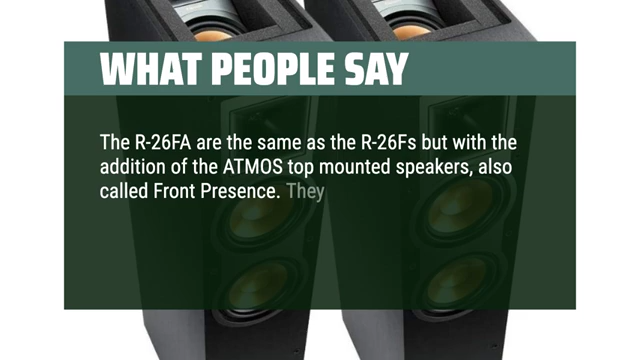 WHAT PEOPLE SAY
The R-26FA are the same as the R-26Fs but with the
addition of the ATMOS top mounted speakers, also
called Front Presence. They